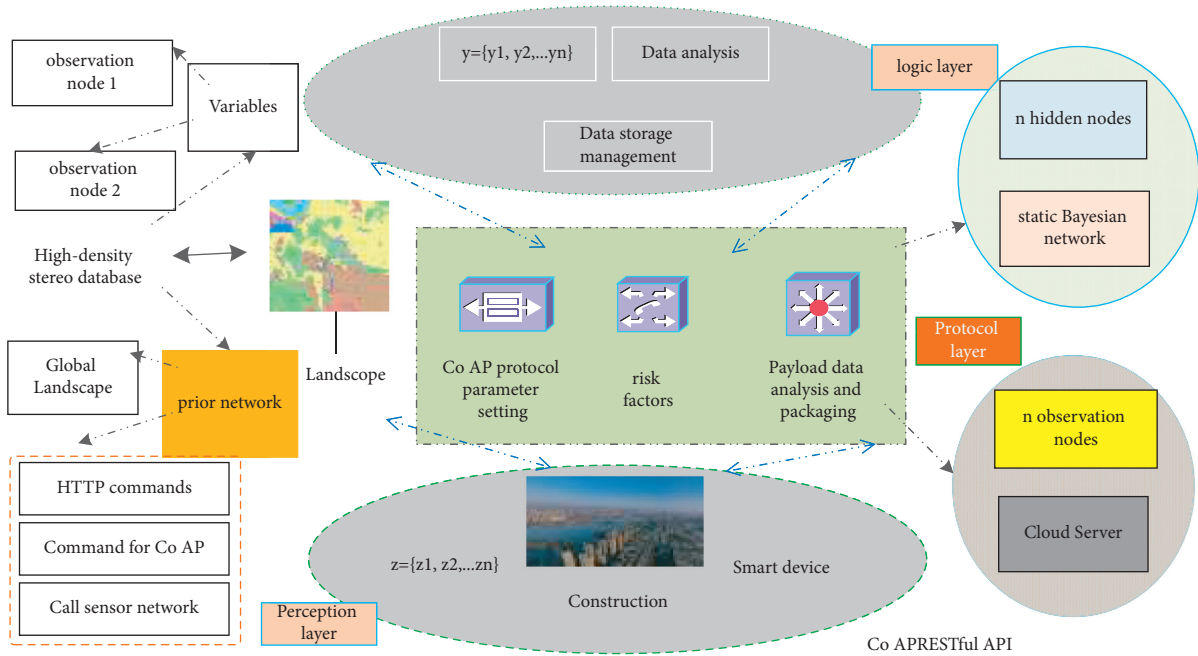 observation
node 1
Variables
observation
node 2
High-density
stereo database
Global
Landscape
prior network
Landscape
HTTP commands
Command for Co AP
Call sensor network
y={y1, y2,...yn}
Data analysis
Data storage
management
logic layer
n hidden nodes
static Bayesian
network
Co AP protocol
parameter
setting
risk
factors
Payload data
analysis and
packaging
Protocol
layer
n observation
nodes
Cloud Server
z={z1, z2,...zn}
Smart device
Construction
Perception
layer
Co APRESTful API